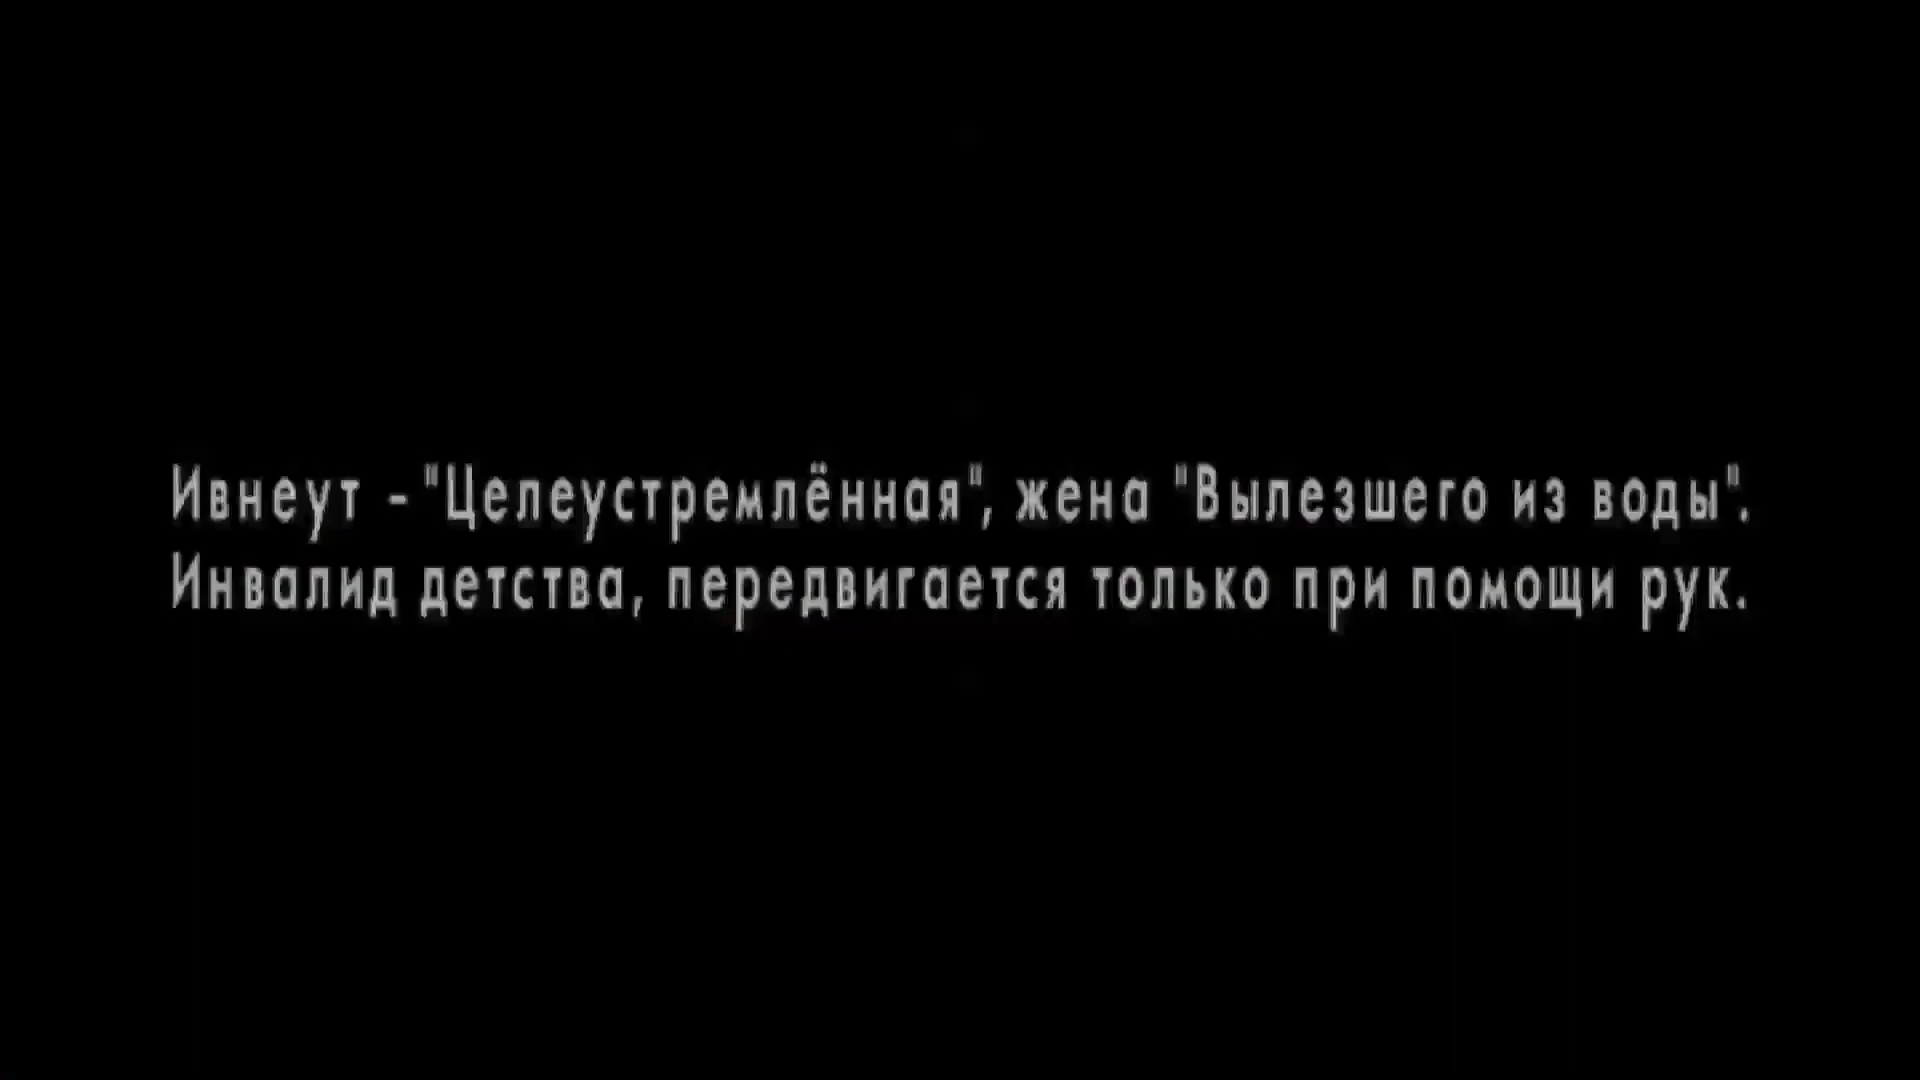 Ивнеут - "Целеустремлённая", жена "Вылезшего из воды".
Инвалид детства, передвигается только при помощи рук.